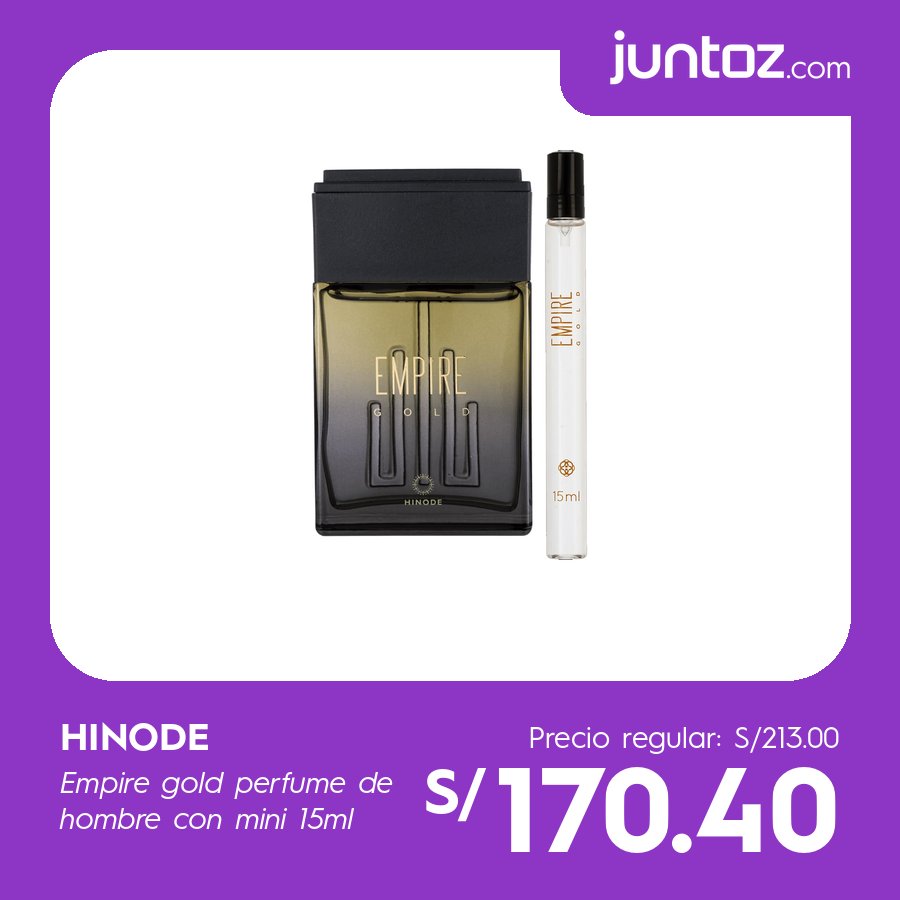 juntoz.com
EMPIRE
GOLD
HINODE
EMPIRE
GOLD
15ml
HINODE
Empire gold perfume de
hombre con mini 15ml
Precio regular: S/213.00
S/170.40